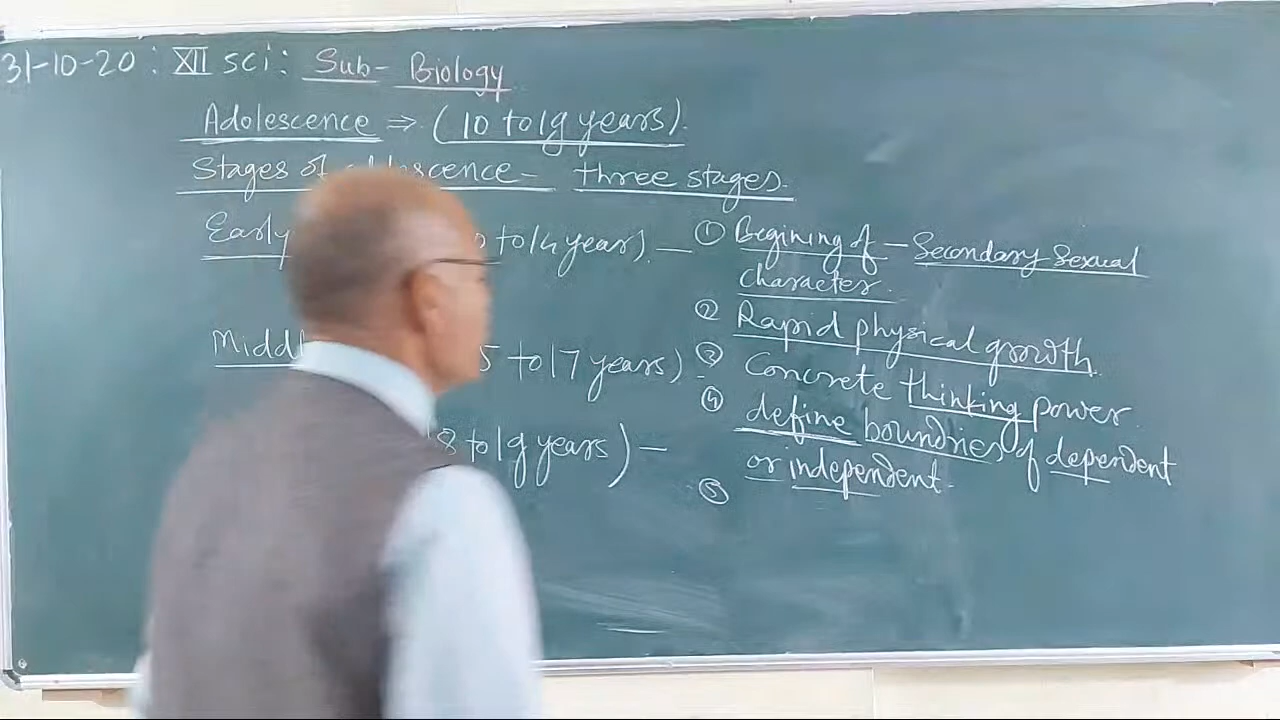 31-10-20 : XII sci : Sub- Biology
Adolescence ⇒ (10 to 19 years).
Stages of scence - three stages.
Early to 14 year). — ① Begining of - Secondary Sexual
character.
② Rapid physical growth.
Middl 5 to 17 years) ③ Concrete thinking power
④ define boundries of dependent
8 to 19 years) - or independent.
⑤